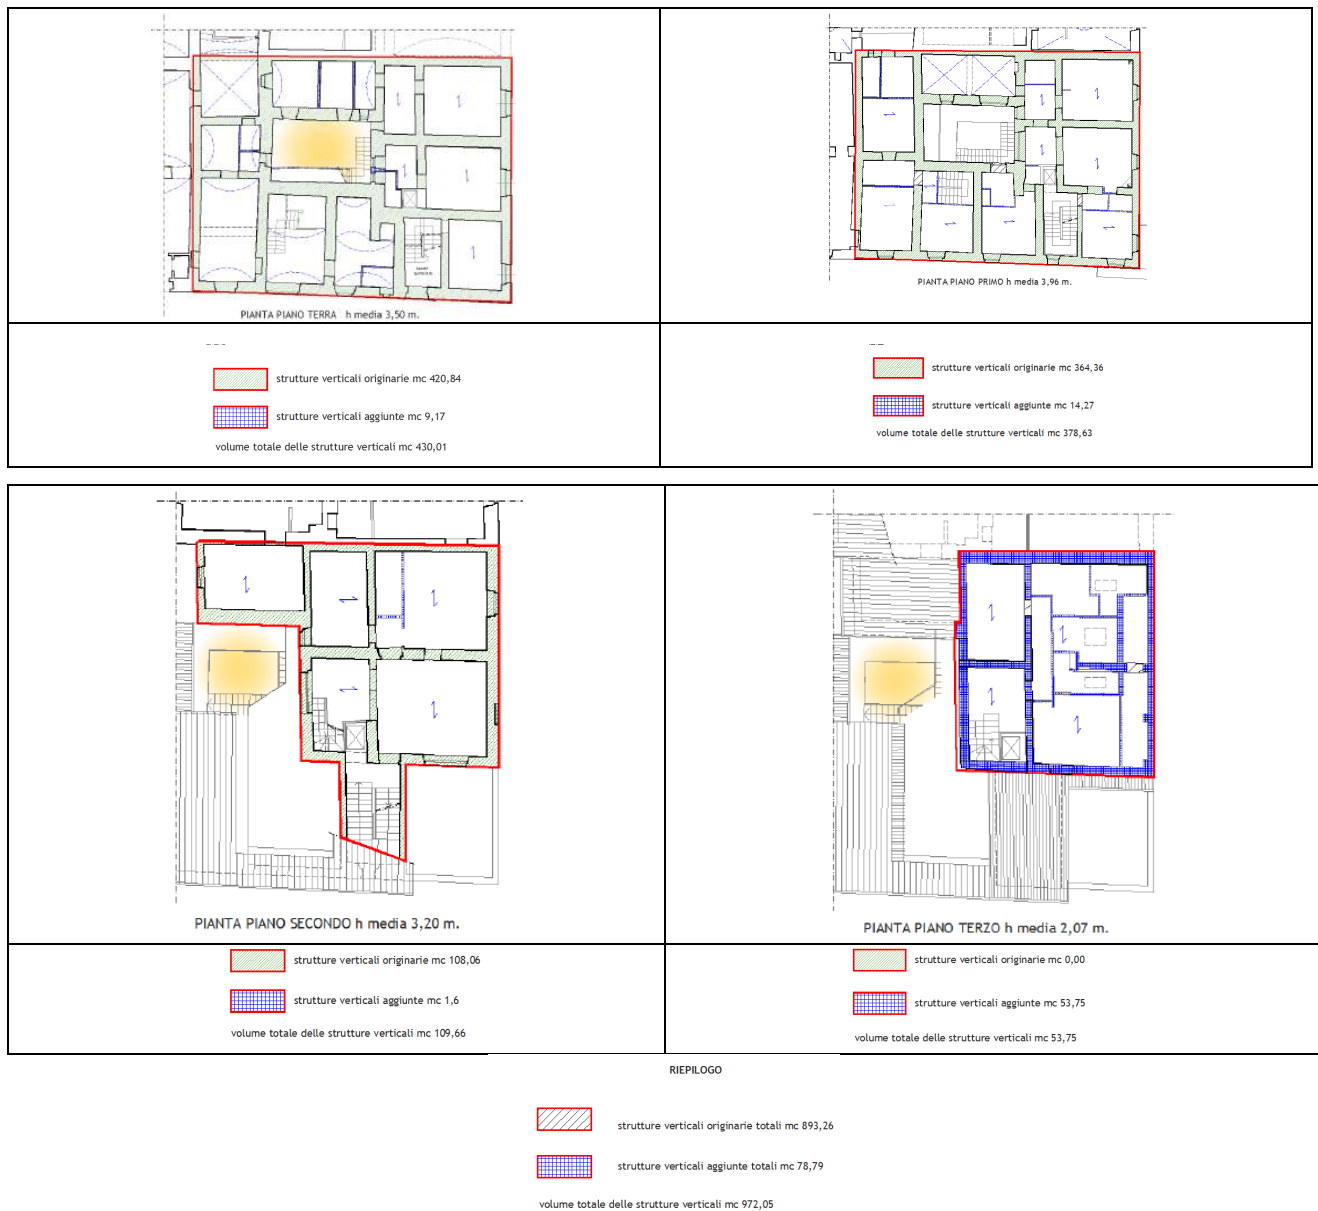 PIANTA PIANO TERRA h media 3,50 m.
PIANTA PIANO PRIMO h media 3,96 m.
strutture verticali originarie mc 420,84
strutture verticali aggiunte mc 9,17
volume totale delle strutture verticali mc 430,01
strutture verticali originarie mc 364,36
strutture verticali aggiunte mc 14,27
volume totale delle strutture verticali mc 378,63
PIANTA PIANO SECONDO h media 3,20 m.
PIANTA PIANO TERZO h media 2,07 m.
strutture verticali originarie mc 108,06
strutture verticali aggiunte mc 1,6
volume totale delle strutture verticali mc 109,66
strutture verticali originarie mc 0,00
strutture verticali aggiunte mc 53,75
volume totale delle strutture verticali mc 53,75
RIEPILOGO
strutture verticali originarie totali mc 893,26
strutture verticali aggiunte totali mc 78,79
volume totale delle strutture verticali mc 972,05